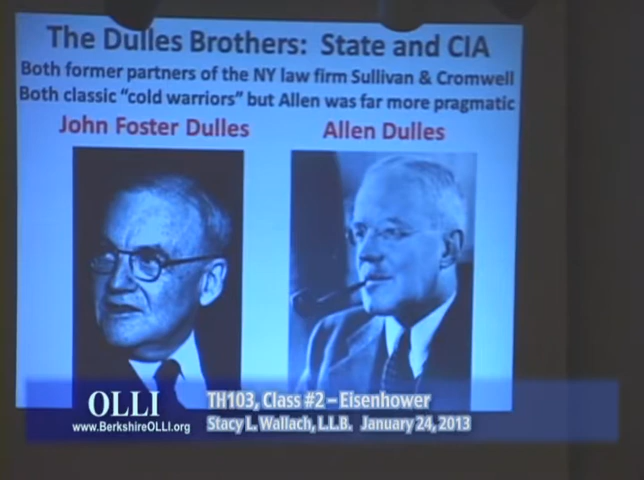 The Dulles Brothers: State and CIA
Both former partners of the NY law firm Sullivan & Cromwell
Both classic "cold warriors" but Allen was far more pragmatic
John Foster Dulles
Allen Dulles
OLLI
www.BerkshireOLLI.org
TH103, Class #2 – Eisenhower
Stacy L. Wallach, L.L.B. January 24, 2013